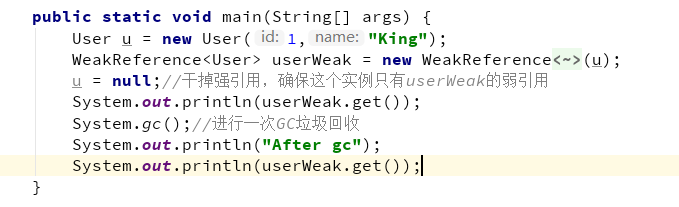 public static void main(String[] args) {
User u = new User( id: 1, name: "King");
WeakReference<User> userWeak = new WeakReference<~>(u);
u = null;//干掉强引用，确保这个实例只有userWeak的弱引用
System.out.println(userWeak.get());
System.gc();//进行一次GC垃圾回收
System.out.println("After gc");
System.out.println(userWeak.get());
}